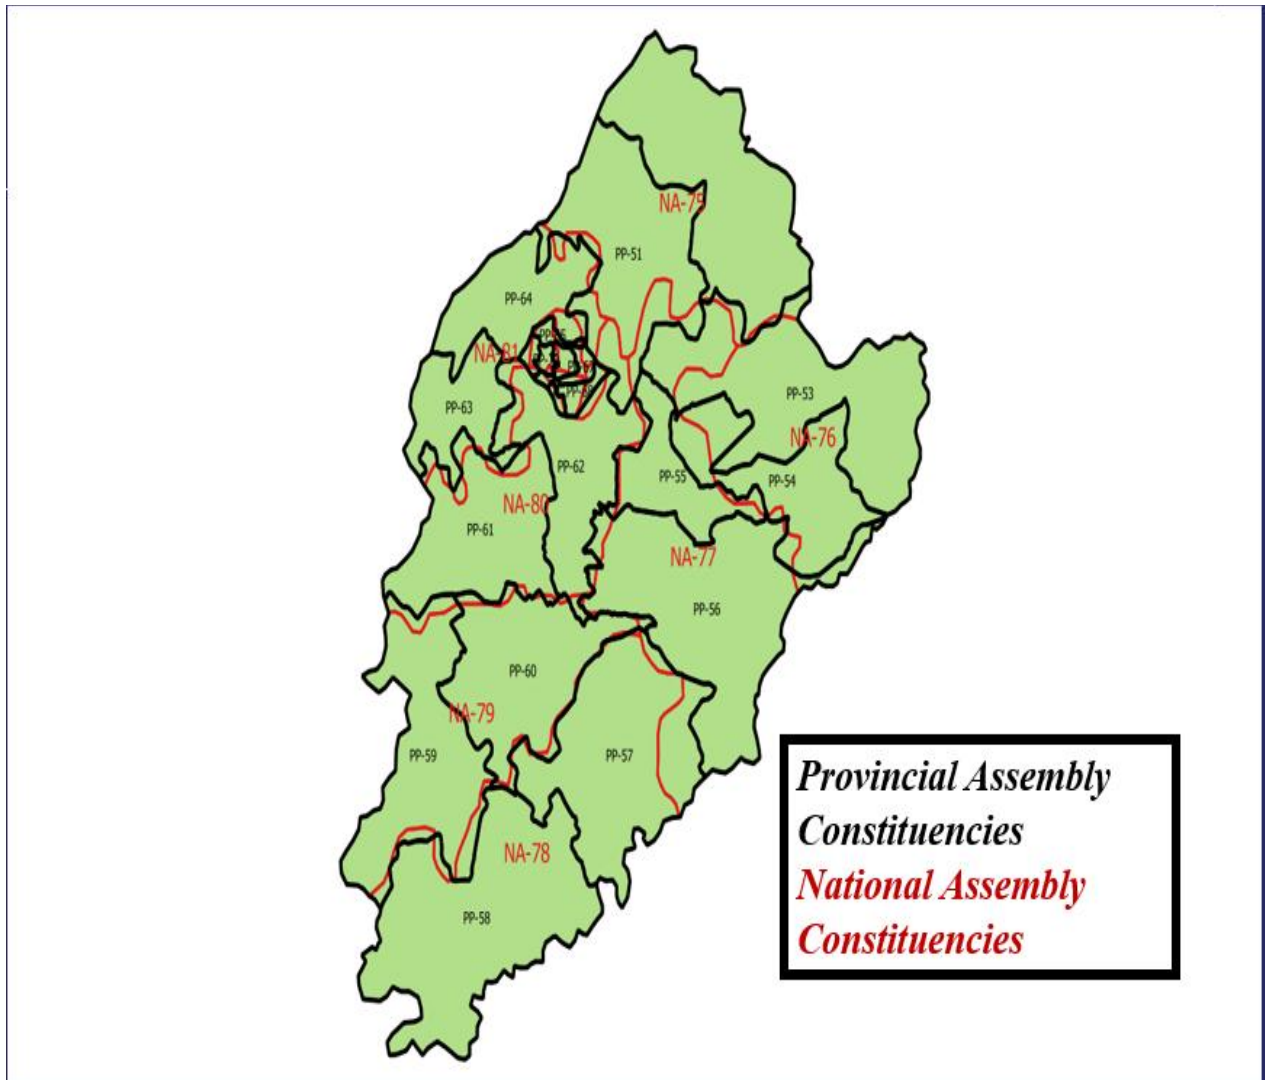 NA-75
PP-51
PP-64
NA-81
PP-63
PP-53
NA-76
PP-62
PP-55
PP-54
NA-80
PP-61
NA-77
PP-56
PP-60
NA-79
PP-59
PP-57
NA-78
PP-58
Provincial Assembly
Constituencies
National Assembly
Constituencies